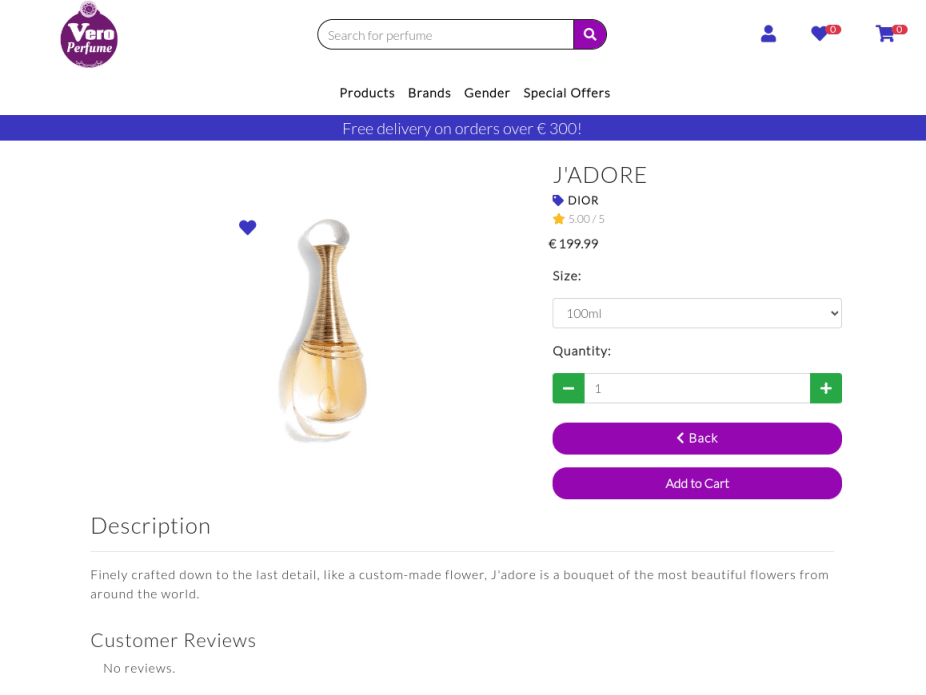 Vero
Perfume
Search for perfume
0
0
Products Brands Gender Special Offers
Free delivery on orders over € 300!
J'ADORE
DIOR
5.00 / 5
€ 199.99
Size:
100ml
Quantity:
1
Back
Add to Cart
Description
Finely crafted down to the last detail, like a custom-made flower, J'adore is a bouquet of the most beautiful flowers from
around the world.
Customer Reviews
No reviews.